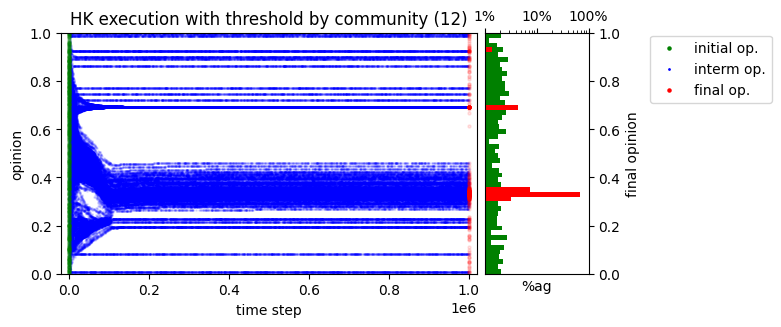 HK execution with threshold by community (12)
1% 10% 100%
1.0 0.8 0.6 0.4 0.2 0.0
opinion
0.0 0.2 0.4 0.6 0.8 1.0
1e6
time step
%ag
1.0 0.8 0.6 0.4 0.2 0.0
final opinion
initial op.
interm op.
final op.